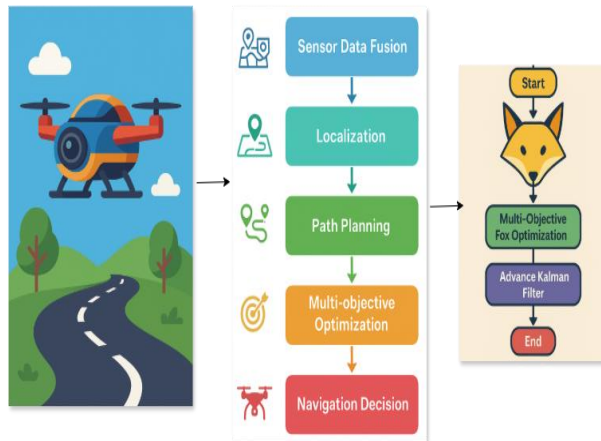 Sensor Data Fusion
Localization
Path Planning
Multi-objective
Optimization
Navigation Decision
Start
Multi-Objective
Fox Optimization
Advance Kalman
Filter
End